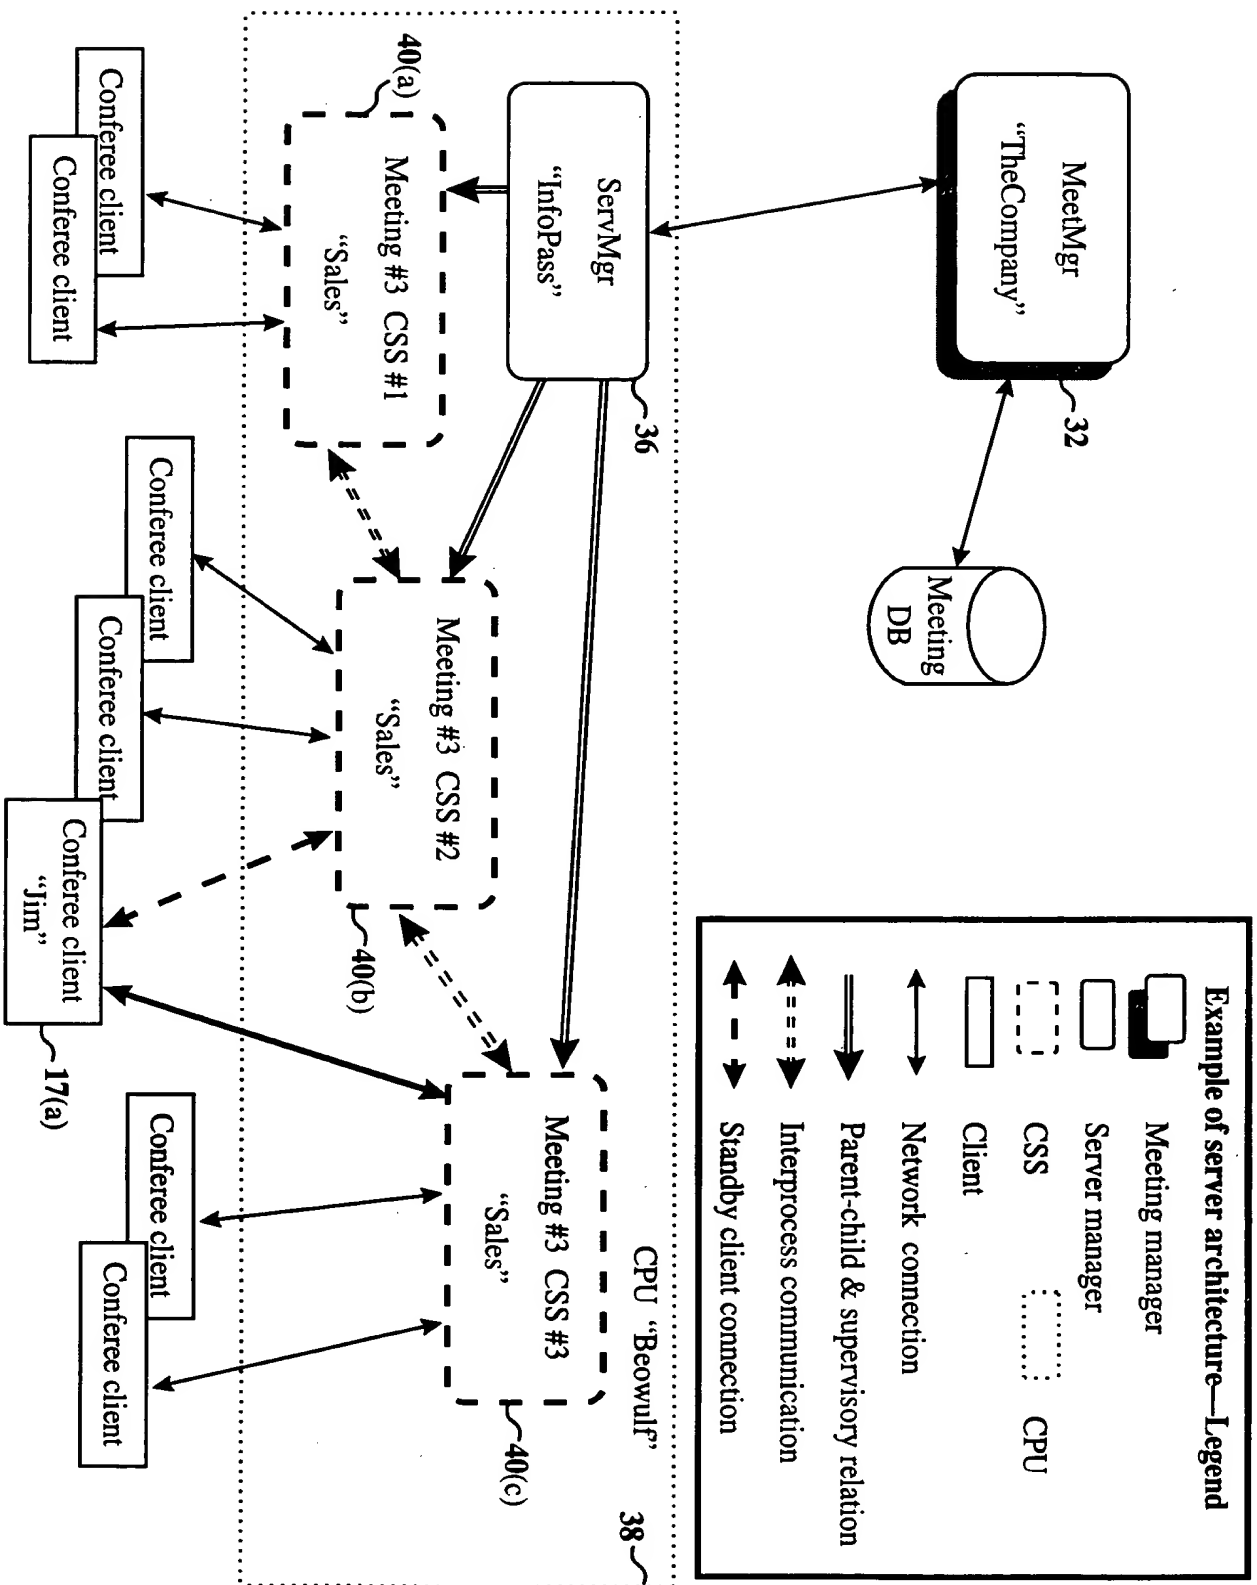 MeetMgr
“TheCompany”
32
Meeting
DB
Example of server architecture—Legend
Meeting manager
Server manager
CSS
CPU
Client
Network connection
Parent-child & supervisory relation
Interprocess communication
Standby client connection
ServMgr
“InfoPass”
36
CPU “Beowulf”
38
40(a)
Meeting #3 CSS #1
“Sales”
Meeting #3 CSS #2
“Sales”
40(b)
Meeting #3 CSS #3
“Sales”
40(c)
Conferee client
Conferee client
Conferee client
Conferee client
Conferee client
“Jim”
17(a)
Conferee client
Conferee client